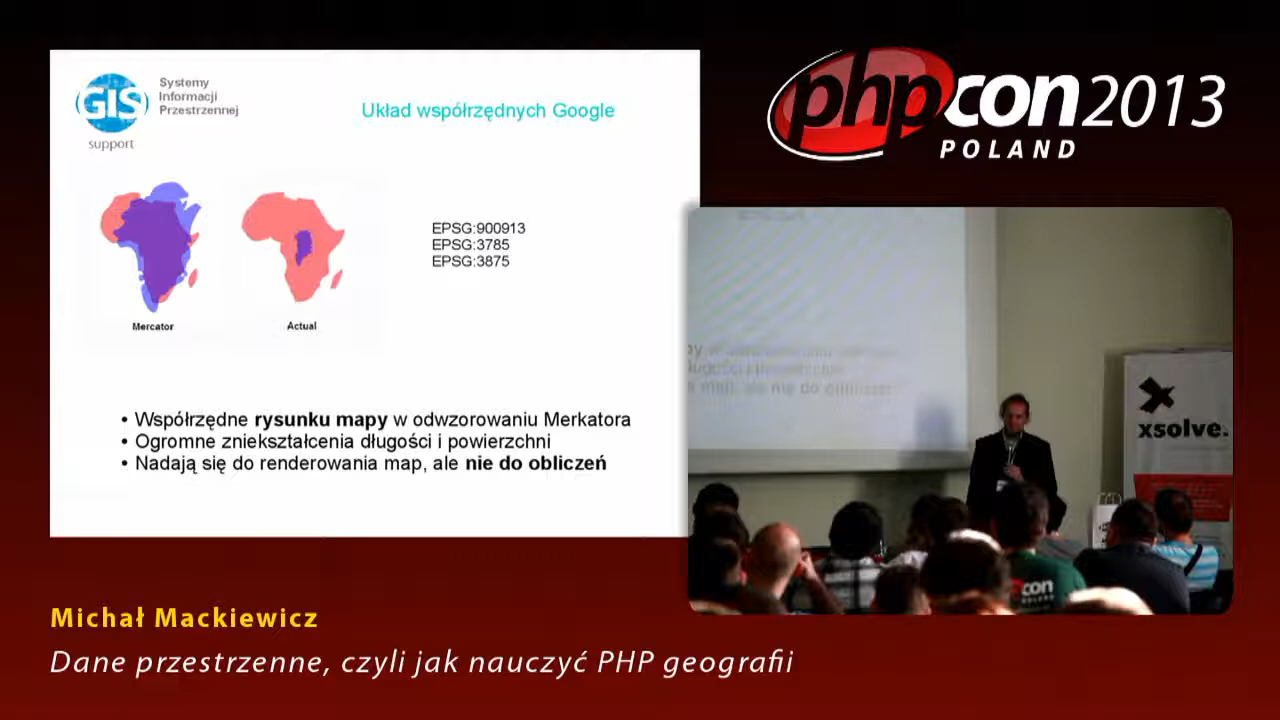 GIS
Systemy
Informacji
Przestrzennej
support
Układ współrzędnych Google
Mercator
Actual
EPSG:900913
EPSG:3785
EPSG:3875
• Współrzędne rysunku mapy w odwzorowaniu Merkatora
• Ogromne zniekształcenia długości i powierzchni
• Nadają się do renderowania map, ale nie do obliczeń
phpcon2013
POLAND
xsolve.
con
POLAND
Michał Mackiewicz
Dane przestrzenne, czyli jak nauczyć PHP geografii